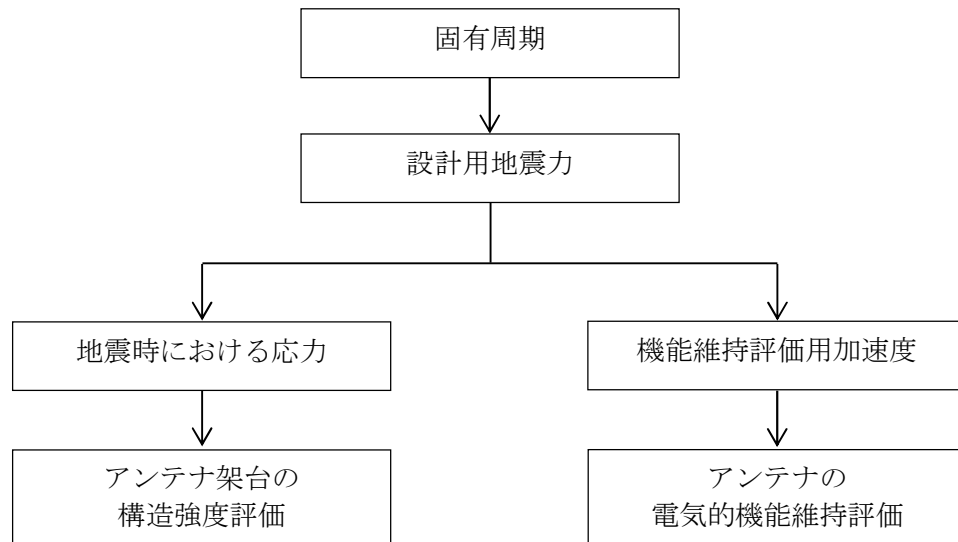 固有周期
設計用地震力
地震時における応力
機能維持評価用加速度
アンテナ架台の
構造強度評価
アンテナの
電気的機能維持評価